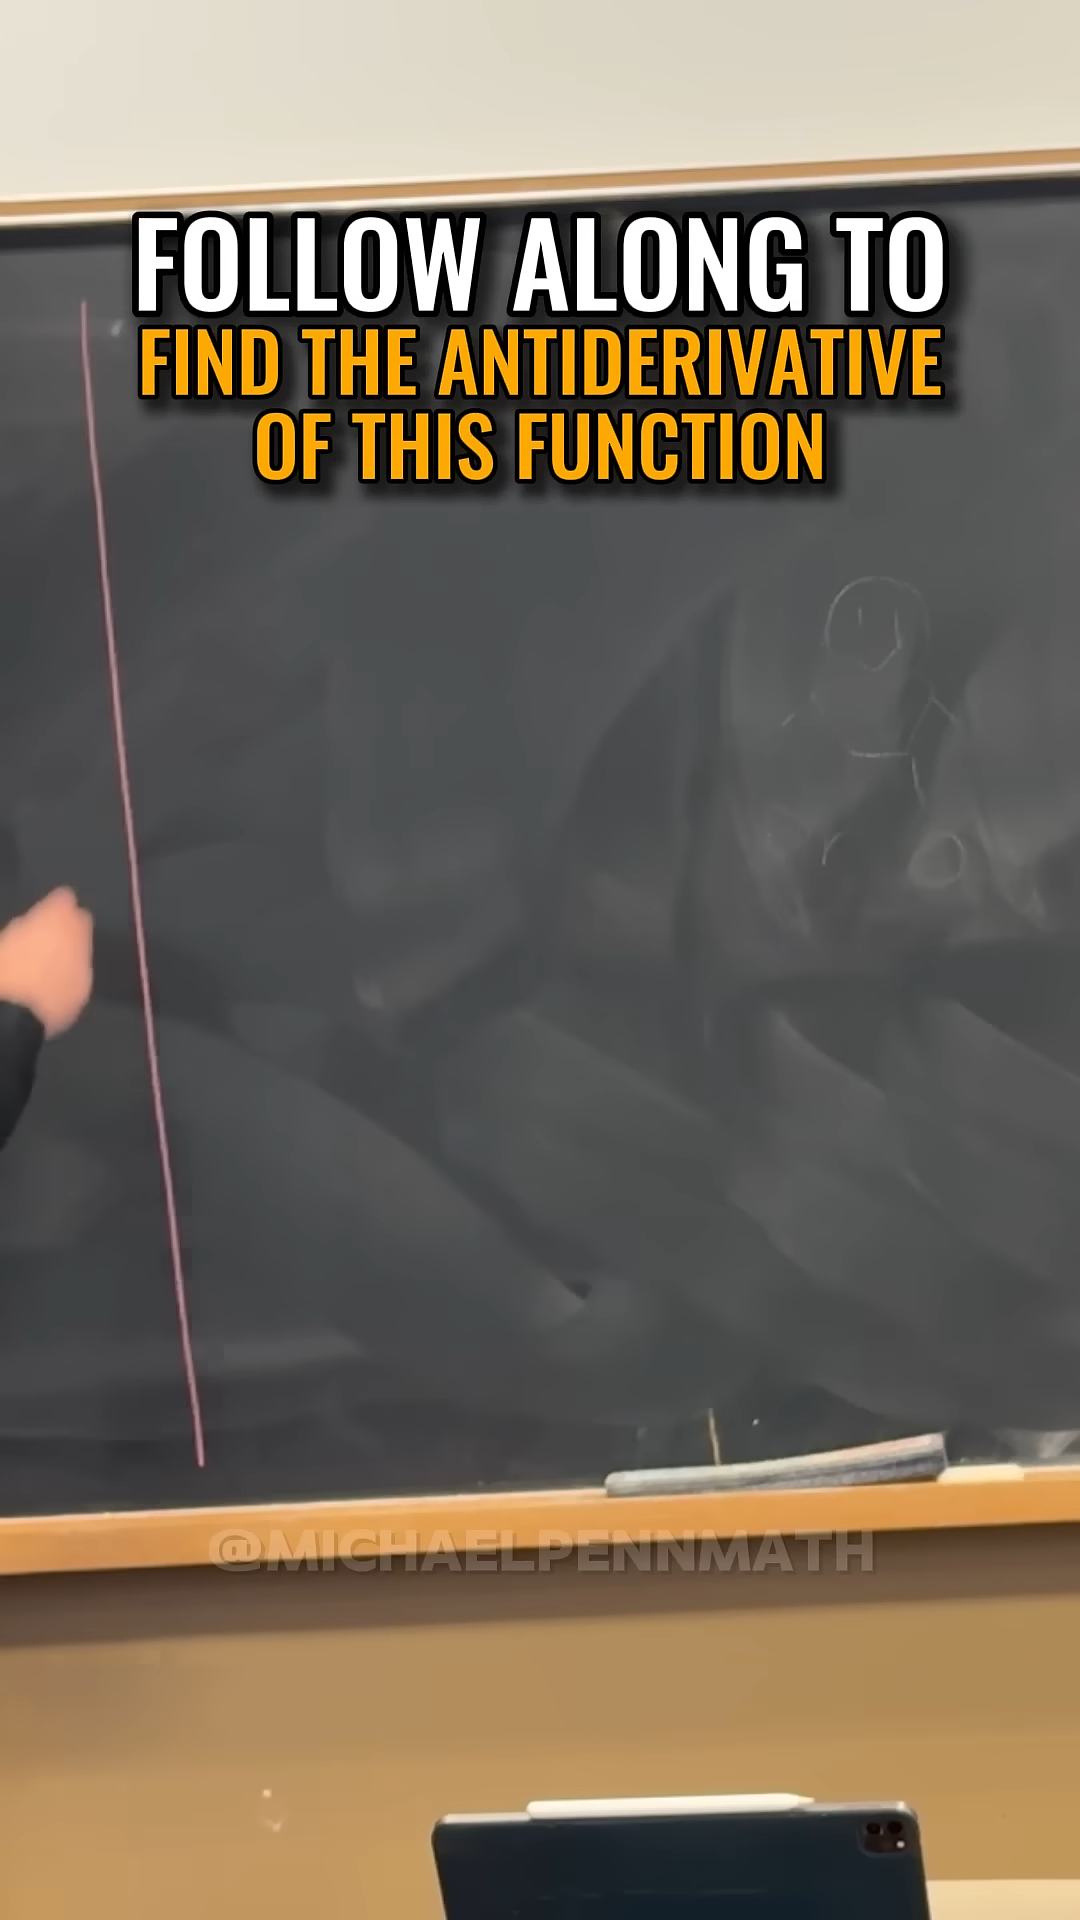 FOLLOW ALONG TO
FIND THE ANTIDERIVATIVE
OF THIS FUNCTION
@MICHAELPENNMATH